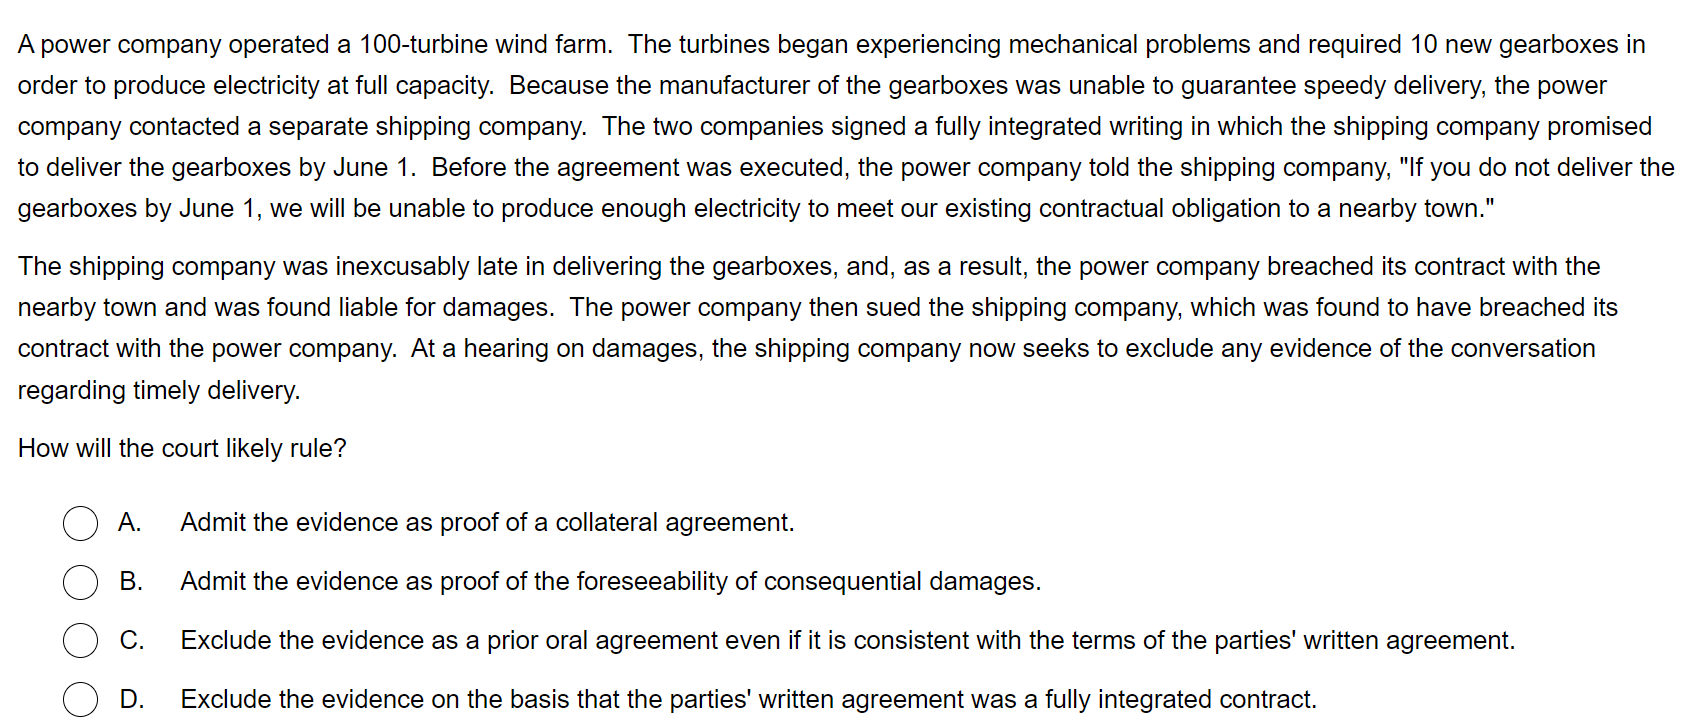 A power company operated a 100-turbine wind farm.  The turbines began experiencing mechanical problems and required 10 new gearboxes in
order to produce electricity at full capacity.  Because the manufacturer of the gearboxes was unable to guarantee speedy delivery, the power
company contacted a separate shipping company.  The two companies signed a fully integrated writing in which the shipping company promised
to deliver the gearboxes by June 1.  Before the agreement was executed, the power company told the shipping company, "If you do not deliver the
gearboxes by June 1, we will be unable to produce enough electricity to meet our existing contractual obligation to a nearby town."
The shipping company was inexcusably late in delivering the gearboxes, and, as a result, the power company breached its contract with the
nearby town and was found liable for damages.  The power company then sued the shipping company, which was found to have breached its
contract with the power company.  At a hearing on damages, the shipping company now seeks to exclude any evidence of the conversation
regarding timely delivery.
How will the court likely rule?
A. Admit the evidence as proof of a collateral agreement.
B. Admit the evidence as proof of the foreseeability of consequential damages.
C. Exclude the evidence as a prior oral agreement even if it is consistent with the terms of the parties' written agreement.
D. Exclude the evidence on the basis that the parties' written agreement was a fully integrated contract.